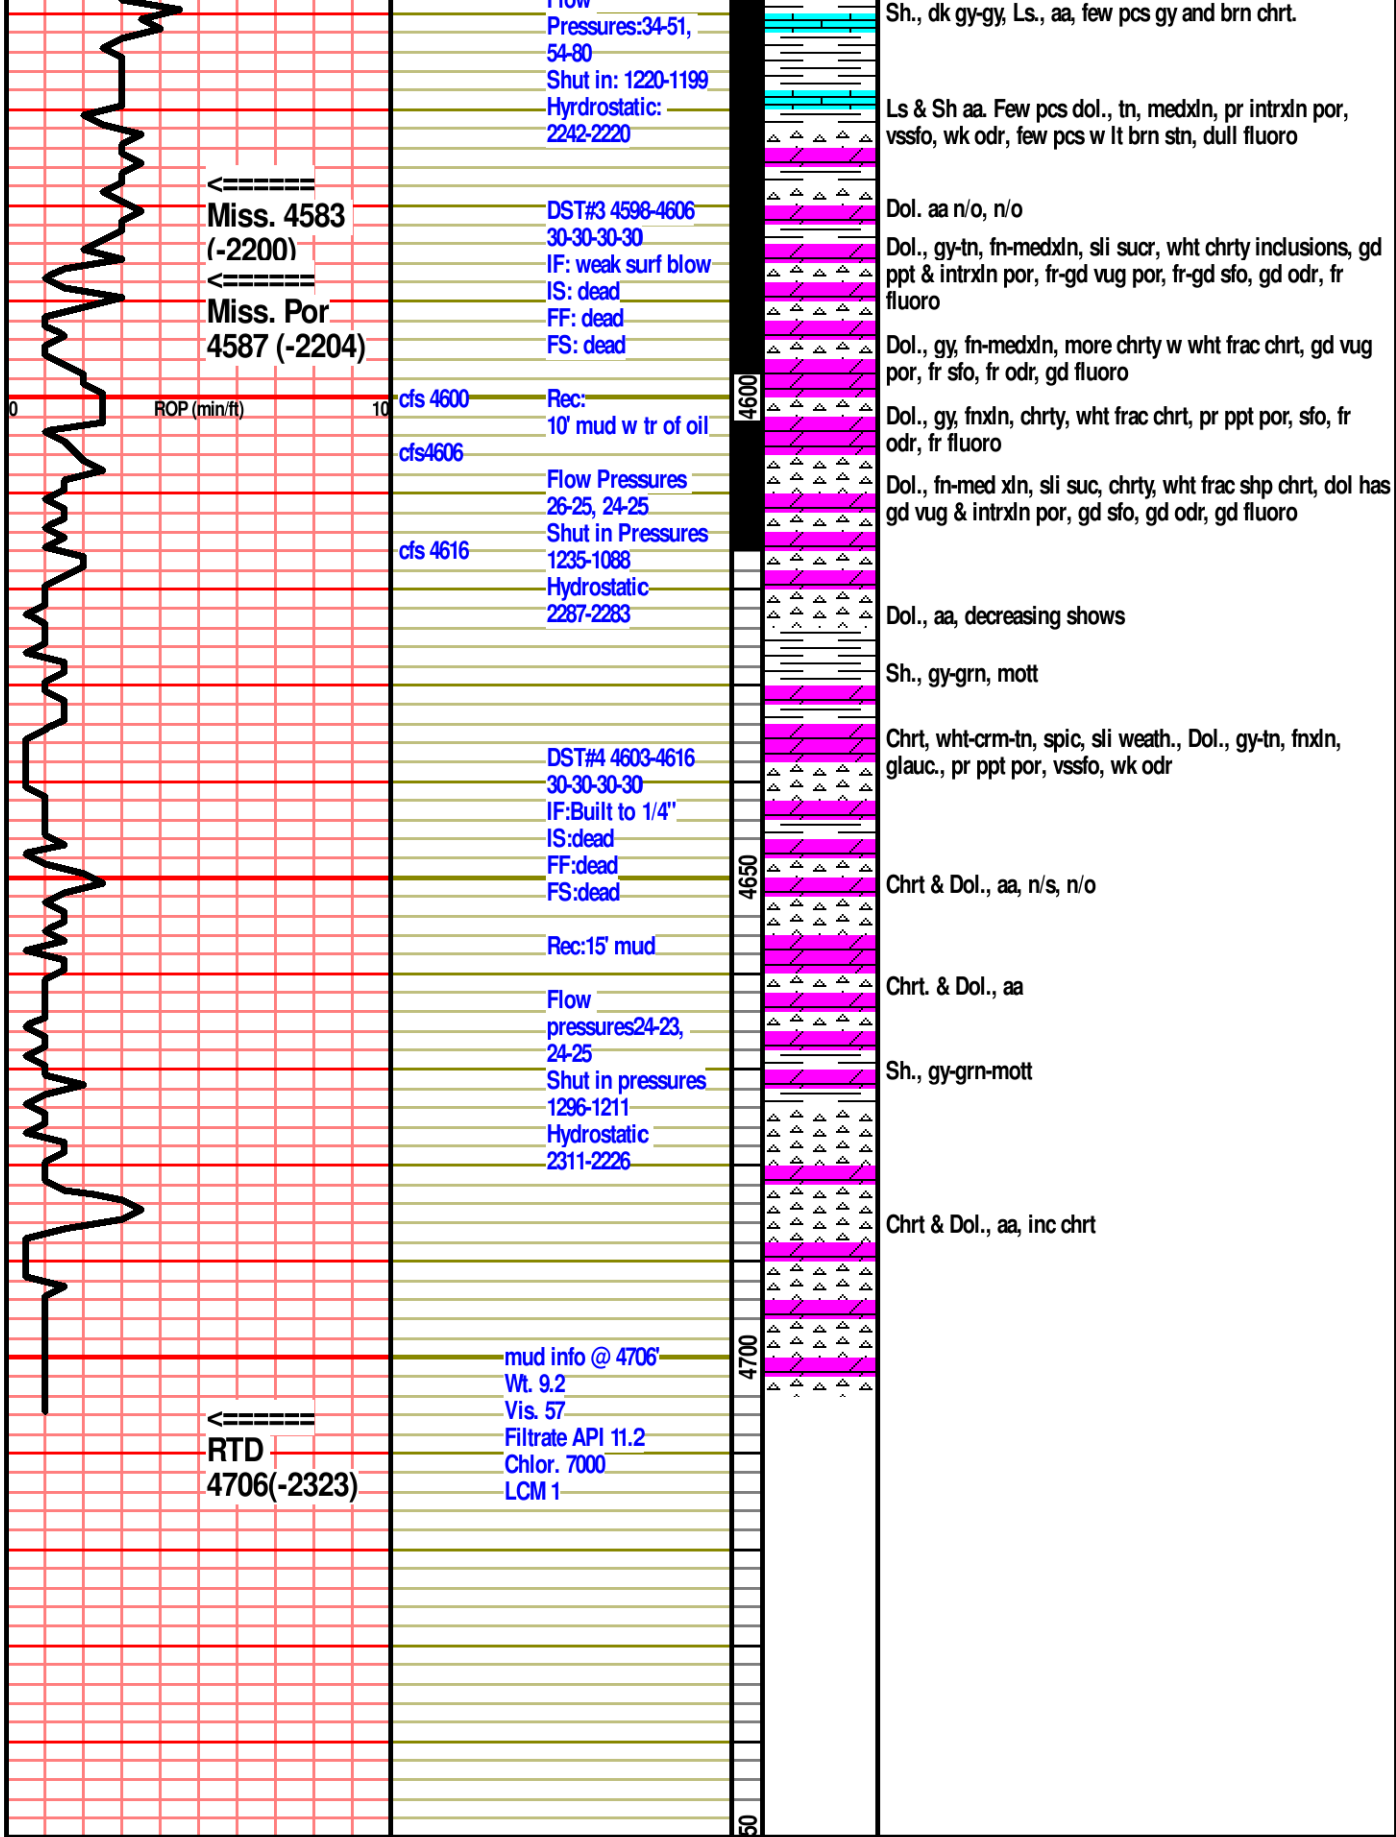 Flow
Pressures:34-51,
54-80
Shut in: 1220-1199
Hyrdrostatic:
2242-2220
Sh., dk gy-gy, Ls., aa, few pcs gy and brn chrt.
Ls & Sh aa. Few pcs dol., tn, medxln, pr intrxln por,
vssfo, wk odr, few pcs w lt brn stn, dull fluoro
<======
Miss. 4583
(-2200)
<======
Miss. Por
4587 (-2204)
DST#3 4598-4606
30-30-30-30
IF: weak surf blow
IS: dead
FF: dead
FS: dead
Dol. aa n/o, n/o
Dol., gy-tn, fn-medxln, sli sucr, wht chrty inclusions, gd
ppt & intrxln por, fr-gd vug por, fr-gd sfo, gd odr, fr
fluoro
Dol., gy, fn-medxln, more chrty w wht frac chrt, gd vug
por, fr sfo, fr odr, gd fluoro
0 ROP (min/ft) 10
cfs 4600
Rec:
10' mud w tr of oil
4600
Dol., gy, fnxln, chrty, wht frac chrt, pr ppt por, sfo, fr
odr, fr fluoro
cfs4606
Flow Pressures
26-25, 24-25
Shut in Pressures
1235-1088
Hydrostatic
2287-2283
cfs 4616
Dol., fn-med xln, sli suc, chrty, wht frac shp chrt, dol has
gd vug & intrxln por, gd sfo, gd odr, gd fluoro
Dol., aa, decreasing shows
Sh., gy-grn, mott
Chrt, wht-crm-tn, spic, sli weath., Dol., gy-tn, fnxln,
glauc., pr ppt por, vssfo, wk odr
DST#4 4603-4616
30-30-30-30
IF:Built to 1/4"
IS:dead
FF:dead
FS:dead
4650
Chrt & Dol., aa, n/s, n/o
Rec:15' mud
Chrt. & Dol., aa
Flow
pressures24-23,
24-25
Shut in pressures
1296-1211
Hydrostatic
2311-2226
Sh., gy-grn-mott
Chrt & Dol., aa, inc chrt
mud info @ 4706'
Wt. 9.2
Vis. 57
Filtrate API 11.2
Chlor. 7000
LCM 1
4700
<======
RTD
4706(-2323)
50